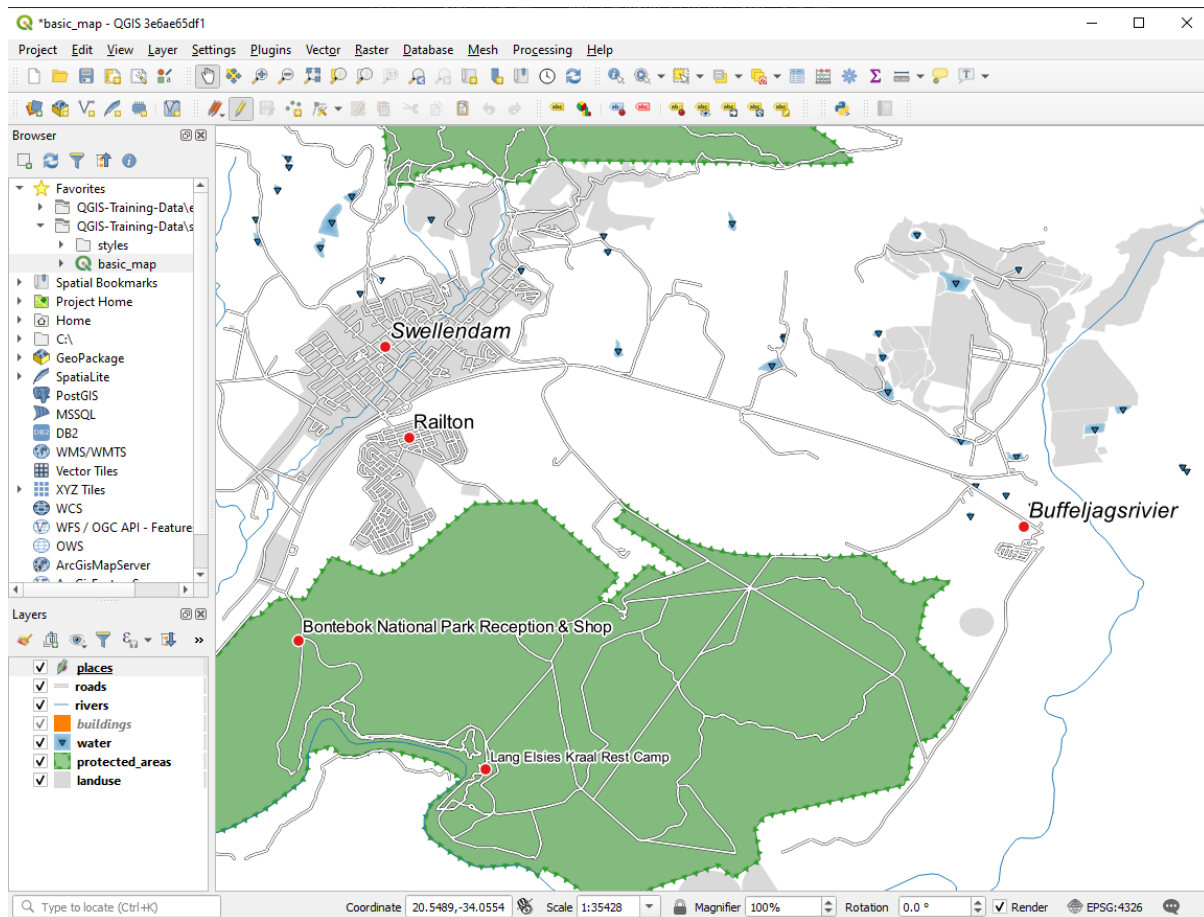 *basic_map - QGIS 3e6ae65df1
Project Edit View Layer Settings Plugins Vector Raster Database Mesh Processing Help
Browser
Favorites
QGIS-Training-Data\e
QGIS-Training-Data\s
styles
basic_map
Spatial Bookmarks
Project Home
Home
C:\
GeoPackage
SpatiaLite
PostGIS
MSSQL
DB2
WMS/WMTS
Vector Tiles
XYZ Tiles
WCS
WFS / OGC API - Feature
OWS
ArcGisMapServer
Layers
places
roads
rivers
buildings
water
protected_areas
landuse
Swellendam
Railton
Buffeljagsrivier
Bontebok National Park Reception & Shop
Lang Elsies Kraal Rest Camp
Type to locate (Ctrl+K) Coordinate 20.5489,-34.0554 Scale 1:35428 Magnifier 100% Rotation 0.0 ° Render EPSG:4326